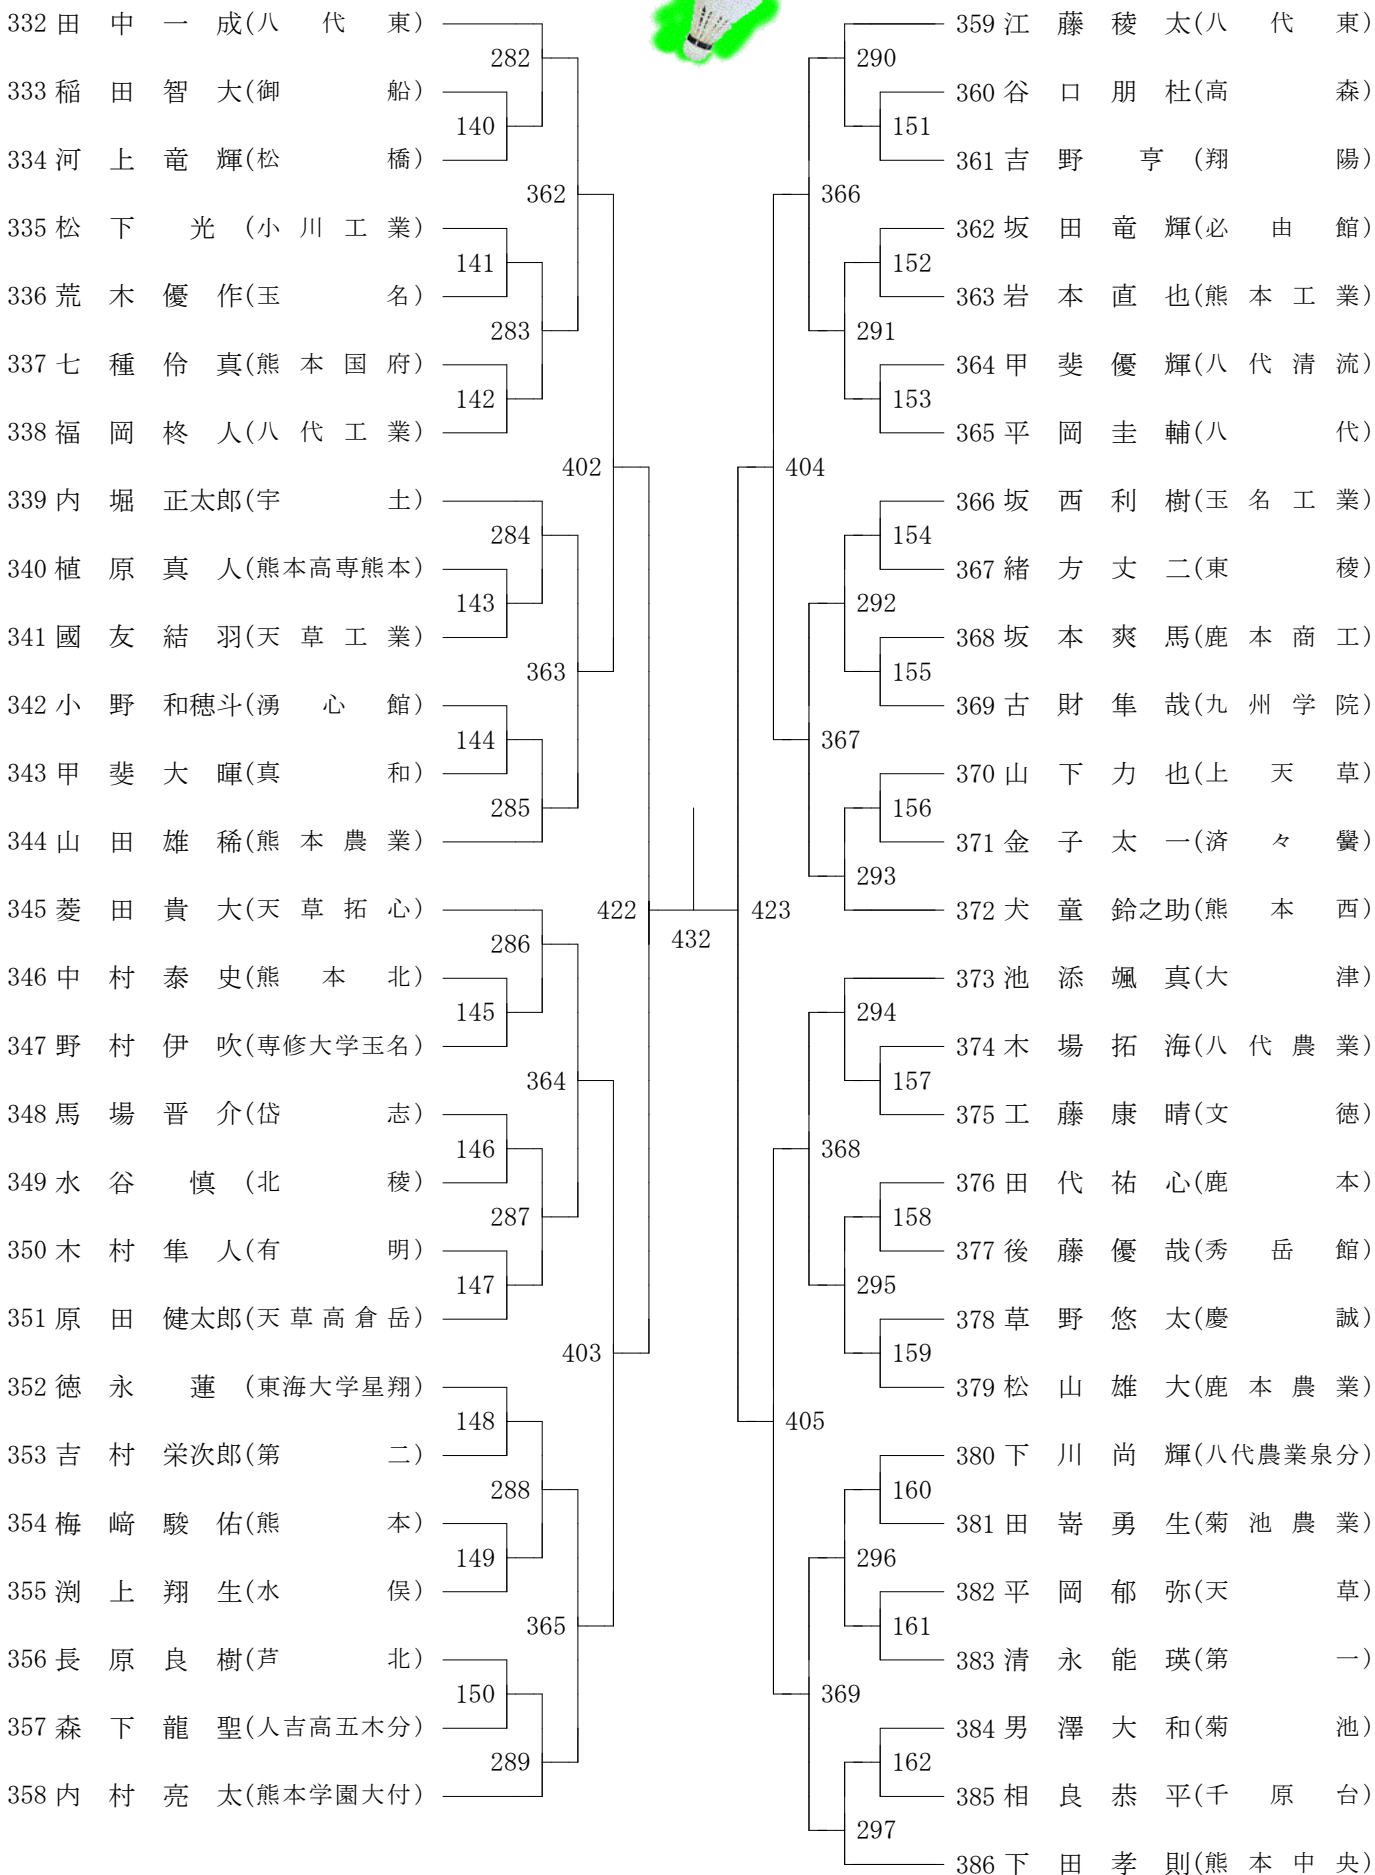 332 田中一成(八代東)
333 稲田智大(御船)
334 河上竜輝(松橋)
335 松下光(小川工業)
336 荒木優作(玉名)
337 七種伶真(熊本国府)
338 福岡柊人(八代工業)
339 内堀正太郎(宇土)
340 植原真人(熊本高専熊本)
341 國友結羽(天草工業)
342 小野和穂斗(湧心館)
343 甲斐大暉(真和)
344 山田雄稀(熊本農業)
345 菱田貴大(天草拓心)
346 中村泰史(熊本北)
347 野村伊吹(専修大学玉名)
348 馬場晋介(岱志)
349 水谷慎(北稜)
350 木村隼人(有明)
351 原田健太郎(天草高倉岳)
352 徳永蓮(東海大学星翔)
353 吉村栄次郎(第二)
354 梅﨑駿佑(熊本)
355 渕上翔生(水俣)
356 長原良樹(芦北)
357 森下龍聖(人吉高五木分)
358 内村亮太(熊本学園大付)
282
140
362
141
283
142
402
284
143
363
144
285
422
286
145
364
146
287
147
403
148
288
149
365
150
289
432
423
290
151
366
152
291
153
404
154
292
155
367
156
293
294
157
368
158
295
159
405
160
296
161
369
162
297
359 江藤稜太(八代東)
360 谷口朋杜(高森)
361 吉野亨(翔陽)
362 坂田竜輝(必由館)
363 岩本直也(熊本工業)
364 甲斐優輝(八代清流)
365 平岡圭輔(八代)
366 坂西利樹(玉名工業)
367 緒方丈二(東稜)
368 坂本爽馬(鹿本商工)
369 古財隼哉(九州学院)
370 山下力也(上天草)
371 金子太一(済々黌)
372 犬童鈴之助(熊本西)
373 池添颯真(大津)
374 木場拓海(八代農業)
375 工藤康晴(文徳)
376 田代祐心(鹿本)
377 後藤優哉(秀岳館)
378 草野悠太(慶誠)
379 松山雄大(鹿本農業)
380 下川尚輝(八代農業泉分)
381 田嵜勇生(菊池農業)
382 平岡郁弥(天草)
383 清永能瑛(第一)
384 男澤大和(菊池)
385 相良恭平(千原台)
386 下田孝則(熊本中央)